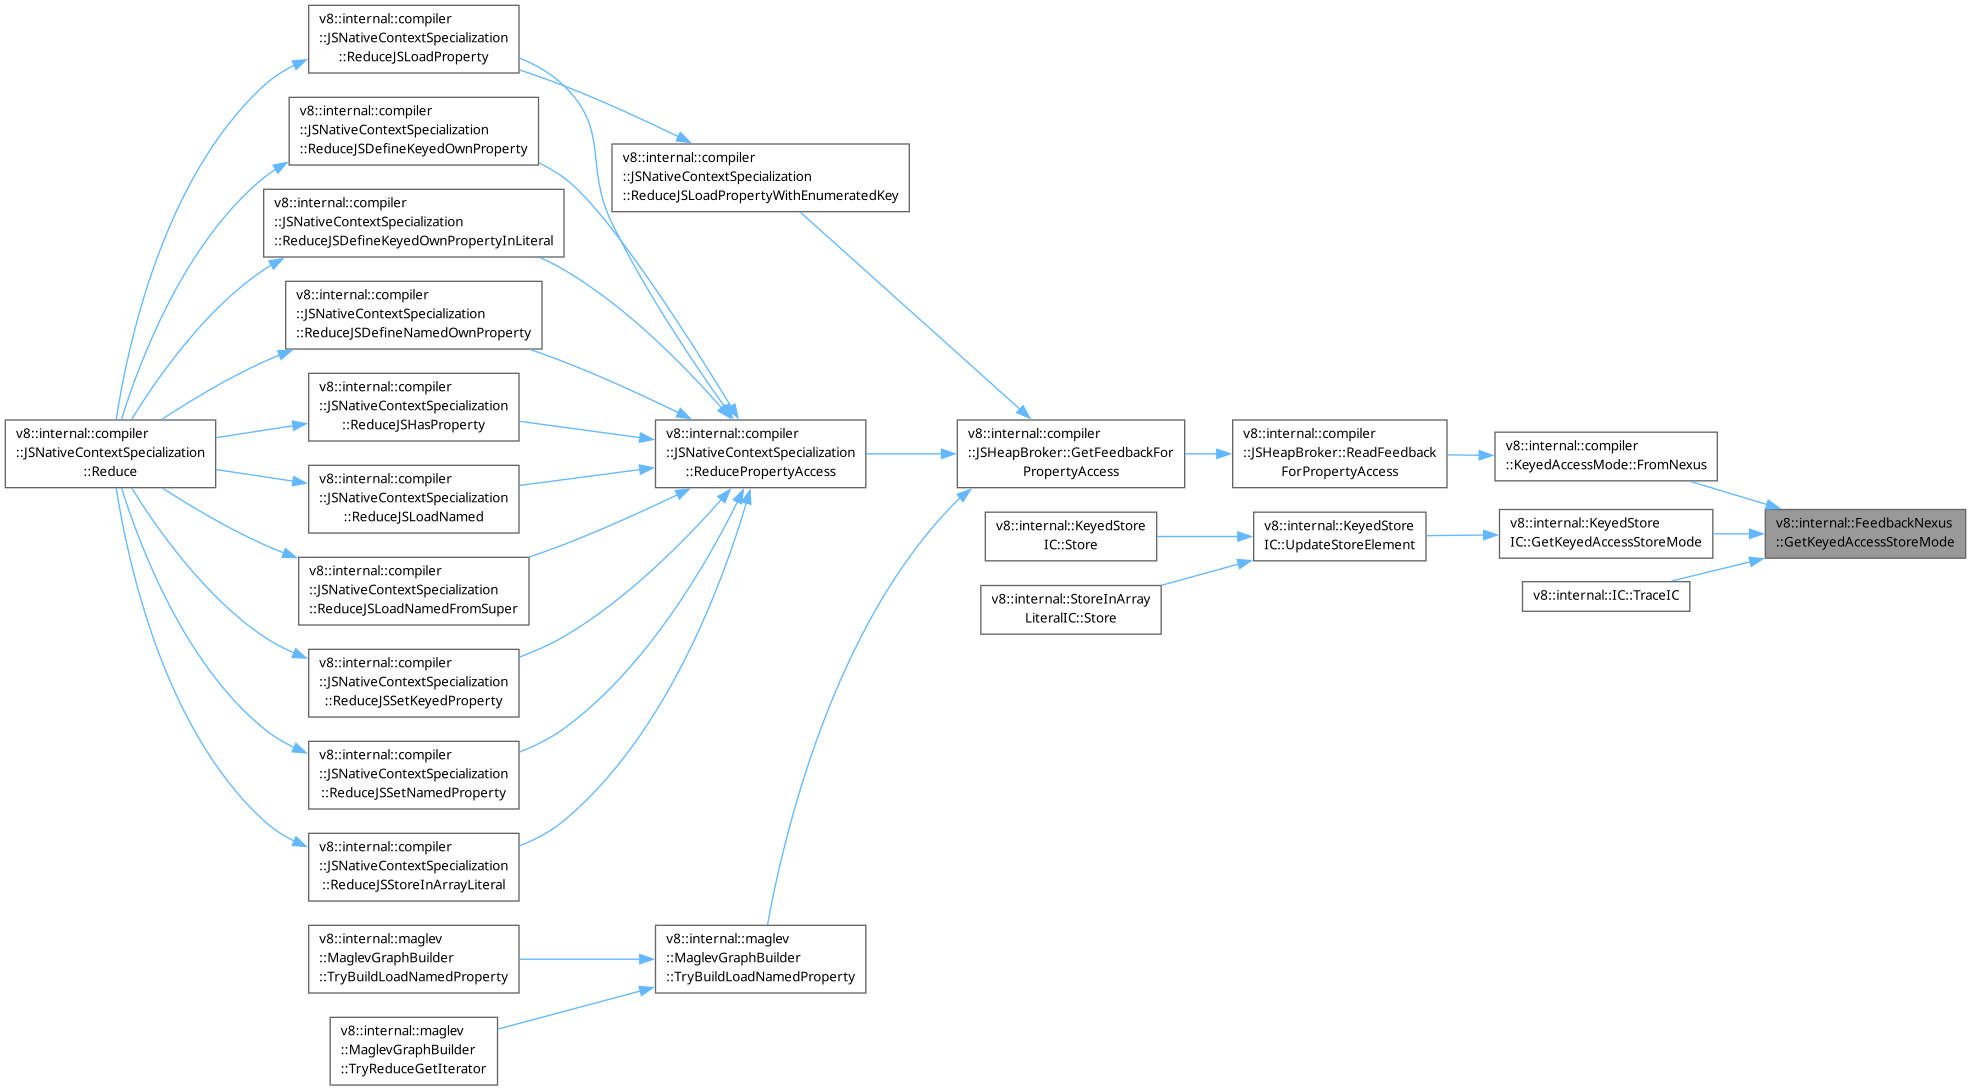 v8::internal::compiler
::JSNativeContextSpecialization
::ReduceJSLoadProperty
v8::internal::compiler
::JSNativeContextSpecialization
::ReduceJSDefineKeyedOwnProperty
v8::internal::compiler
::JSNativeContextSpecialization
::ReduceJSLoadPropertyWithEnumeratedKey
v8::internal::compiler
::JSNativeContextSpecialization
::ReduceJSDefineKeyedOwnPropertyInLiteral
v8::internal::compiler
::JSNativeContextSpecialization
::ReduceJSDefineNamedOwnProperty
v8::internal::compiler
::JSNativeContextSpecialization
::ReduceJSHasProperty
v8::internal::compiler
::JSNativeContextSpecialization
::Reduce
v8::internal::compiler
::JSNativeContextSpecialization
::ReducePropertyAccess
v8::internal::compiler
::JSHeapBroker::GetFeedbackFor
PropertyAccess
v8::internal::compiler
::JSHeapBroker::ReadFeedback
ForPropertyAccess
v8::internal::compiler
::KeyedAccessMode::FromNexus
v8::internal::compiler
::JSNativeContextSpecialization
::ReduceJSLoadNamed
v8::internal::KeyedStore
IC::Store
v8::internal::KeyedStore
IC::UpdateStoreElement
v8::internal::KeyedStore
IC::GetKeyedAccessStoreMode
v8::internal::FeedbackNexus
::GetKeyedAccessStoreMode
v8::internal::compiler
::JSNativeContextSpecialization
::ReduceJSLoadNamedFromSuper
v8::internal::StoreInArray
LiteralIC::Store
v8::internal::IC::TraceIC
v8::internal::compiler
::JSNativeContextSpecialization
::ReduceJSSetKeyedProperty
v8::internal::compiler
::JSNativeContextSpecialization
::ReduceJSSetNamedProperty
v8::internal::compiler
::JSNativeContextSpecialization
::ReduceJSStoreInArrayLiteral
v8::internal::maglev
::MaglevGraphBuilder
::TryBuildLoadNamedProperty
v8::internal::maglev
::MaglevGraphBuilder
::TryBuildLoadNamedProperty
v8::internal::maglev
::MaglevGraphBuilder
::TryReduceGetIterator